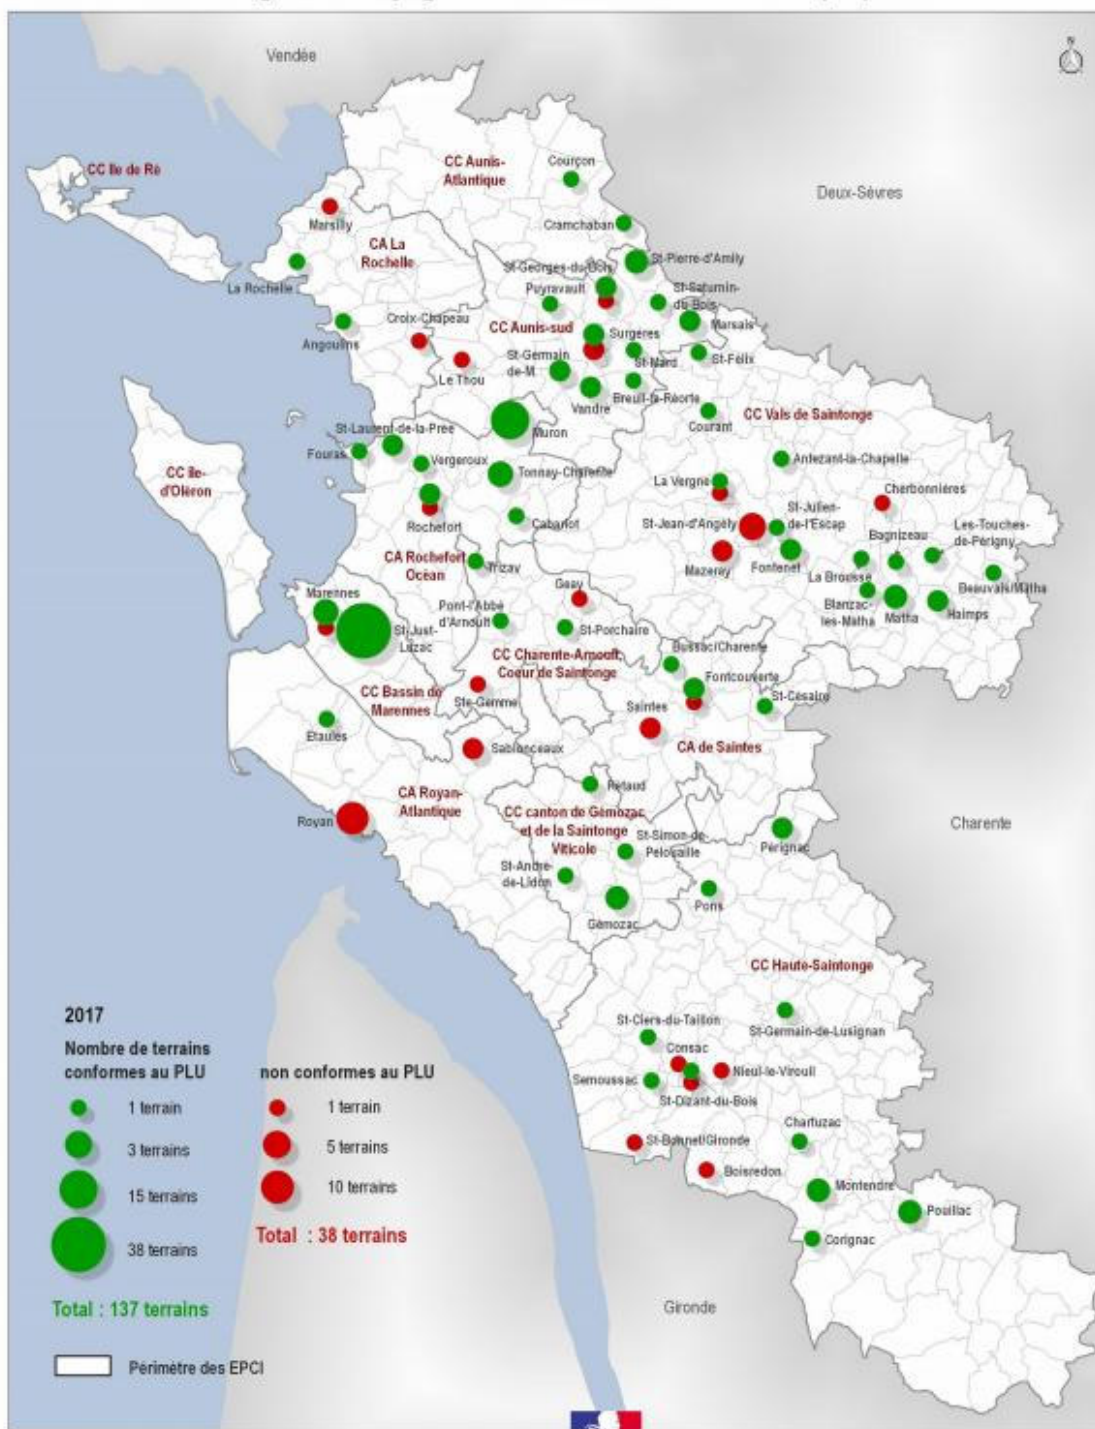 Vendée
N
CC Ile de Ré
CC Aunis-
Atlantique
Courçon
Deux-Sèvres
Marsilly
Cramchaban
CA La
Rochelle
St-Pierre-d'Amily
St-Georges-du-Bois
La Rochelle
Puyravault
St-Saturnin-
du-Bois
Croix-Chapeau
CC Aunis-sud
Surgères
Marsais
Angoulins
St-Germain
de-M
St-Mard
St-Félix
Le Thou
Vandre
Breuil-la-Réorte
Courant
CC Vals de Saintonge
St-Laurent-de-la-Prée
Muron
Fouras
Vergeroux
Tonnay-Charente
Antezant-la-Chapelle
CC Ile-
d'Oléron
La Vergne
Cherbonnières
Rochefort
Cabariot
St-Jean-d'Angély
St-Julien-
de-l'Escap
Bagnizeau
Les-Touches-
de-Périgny
CA Rochefort
Océan
Trizay
Mazeray
Fontenet
La Brousse
Beauvais/Matha
Marennes
Geay
Blanzac-
les-Matha
Matha
Haimps
St-Just-
Luzac
Pont-l'Abbé
d'Arnoult
St-Porchaire
CC Charente-Arnoult,
Coeur de Saintonge
Bussac/Charente
Fontcouverte
CC Bassin de
Marennes
Ste-Gemme
St-Césaire
Saintes
Etaules
Sablonceaux
CA de Saintes
CA Royan-
Atlantique
Rétaud
Royan
CC canton de Gémozac
et de la Saintonge
Viticole
St-Simon-de-
Pelouaille
Pérignac
Charente
St-André-
de-Lidon
Pons
Gémozac
CC Haute-Saintonge
2017
St-Ciers-du-Taillon
St-Germain-de-Lusignan
Nombre de terrains
conformes au PLU
non conformes au PLU
Consac
Nieul-le-Virouil
Semoussac
St-Dizant-du-Bois
1 terrain
1 terrain
Chartuzac
3 terrains
5 terrains
St-Bonnet/Gironde
Boisredon
15 terrains
10 terrains
Montendre
Pouillac
38 terrains
Total : 38 terrains
Corignac
Total : 137 terrains
Gironde
Périmètre des EPCI